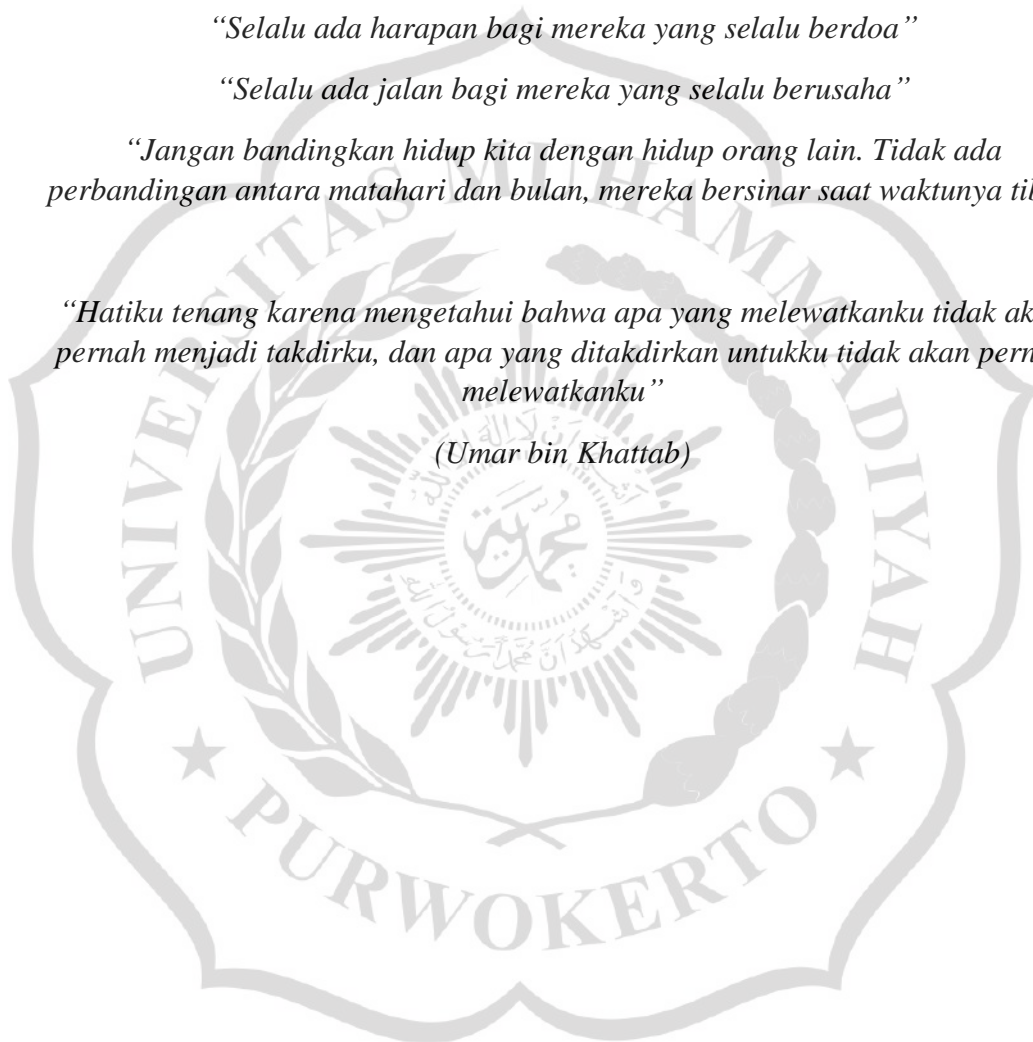 “Selalu ada harapan bagi mereka yang selalu berdoa”
“Selalu ada jalan bagi mereka yang selalu berusaha”
“Jangan bandingkan hidup kita dengan hidup orang lain. Tidak ada
perbandingan antara matahari dan bulan, mereka bersinar saat waktunya
“Hatiku tenang karena mengetahui bahwa apa yang melewatkanku tidak
pernah menjadi takdirku, dan apa yang ditakdirkan untukku tidak akan
melewatkanku”
(Umar bin Khattab)
UNIVERSITAS MUHAMMADIYAH
PURWOKERTO